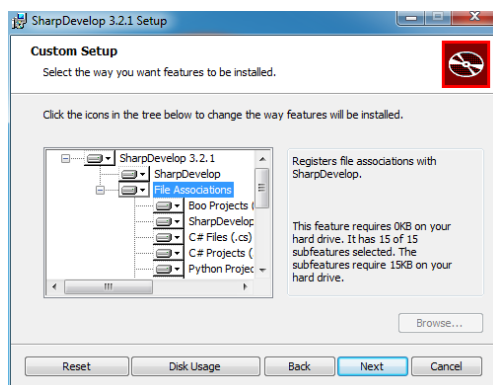 SharpDevelop 3.2.1 Setup
Custom Setup
Select the way you want features to be installed.
Click the icons in the tree below to change the way features will be installed.
SharpDevelop 3.2.1
SharpDevelop
File Associations
Boo Projects (
SharpDevelop
C# Files (.cs)
C# Projects (
Python Projec
Registers file associations with
SharpDevelop.
This feature requires 0KB on your
hard drive. It has 15 of 15
subfeatures selected. The
subfeatures require 15KB on your
hard drive.
Browse...
Reset
Disk Usage
Back
Next
Cancel